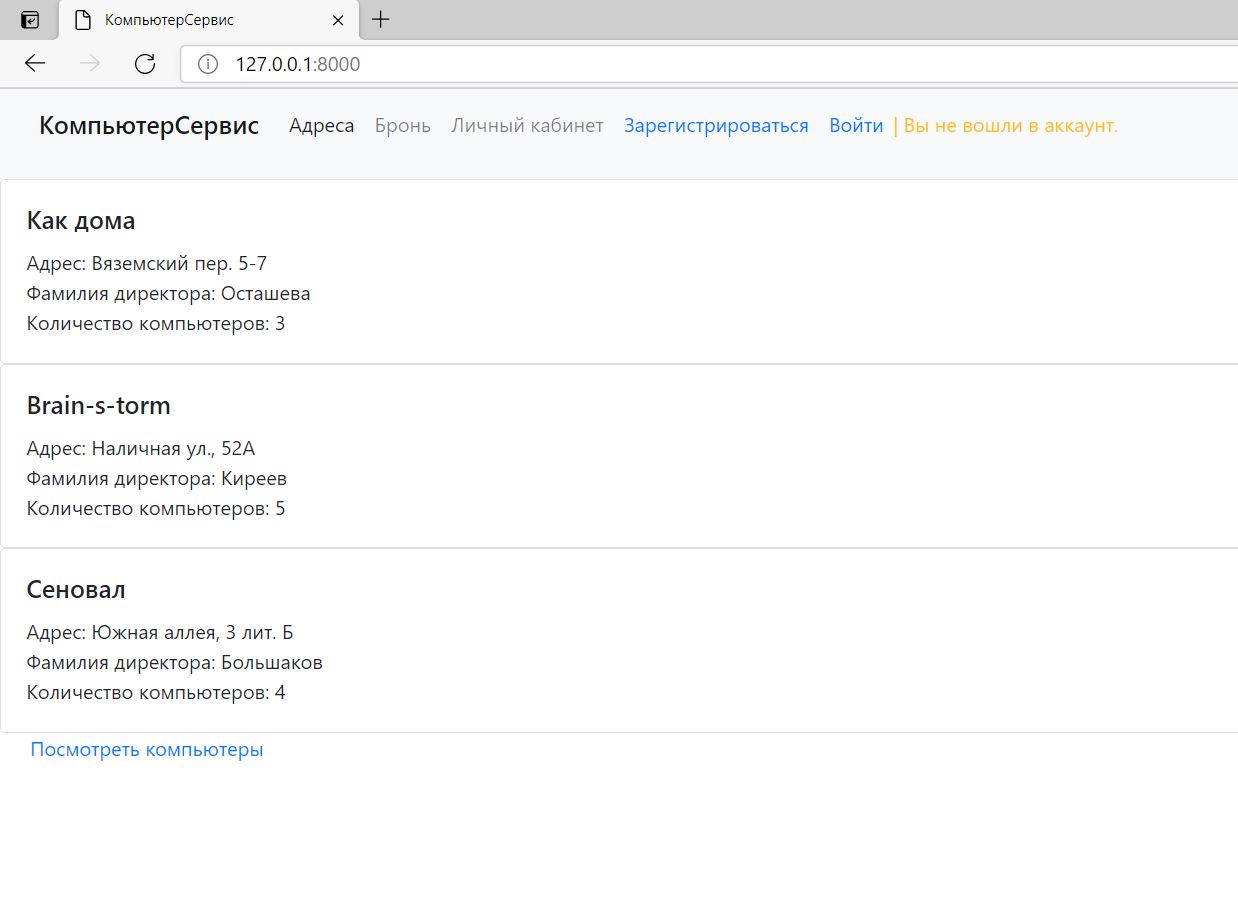 КомпьютерСервис
127.0.0.1:8000
КомпьютерСервис Адреса Бронь Личный кабинет Зарегистрироваться Войти | Вы не вошли в аккаунт.
Как дома
Адрес: Вяземский пер. 5-7
Фамилия директора: Осташева
Количество компьютеров: 3
Brain-s-torm
Адрес: Наличная ул., 52А
Фамилия директора: Киреев
Количество компьютеров: 5
Сеновал
Адрес: Южная аллея, 3 лит. Б
Фамилия директора: Большаков
Количество компьютеров: 4
Посмотреть компьютеры